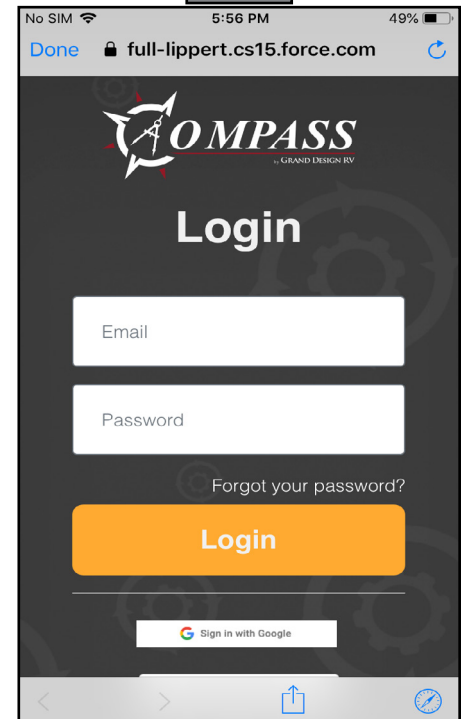 No SIM 5:56 PM 49%
Done full-lippert.cs15.force.com
COMPASS
by GRAND DESIGN RV
Login
Email
Password
Forgot your password?
Login
G Sign in with Google